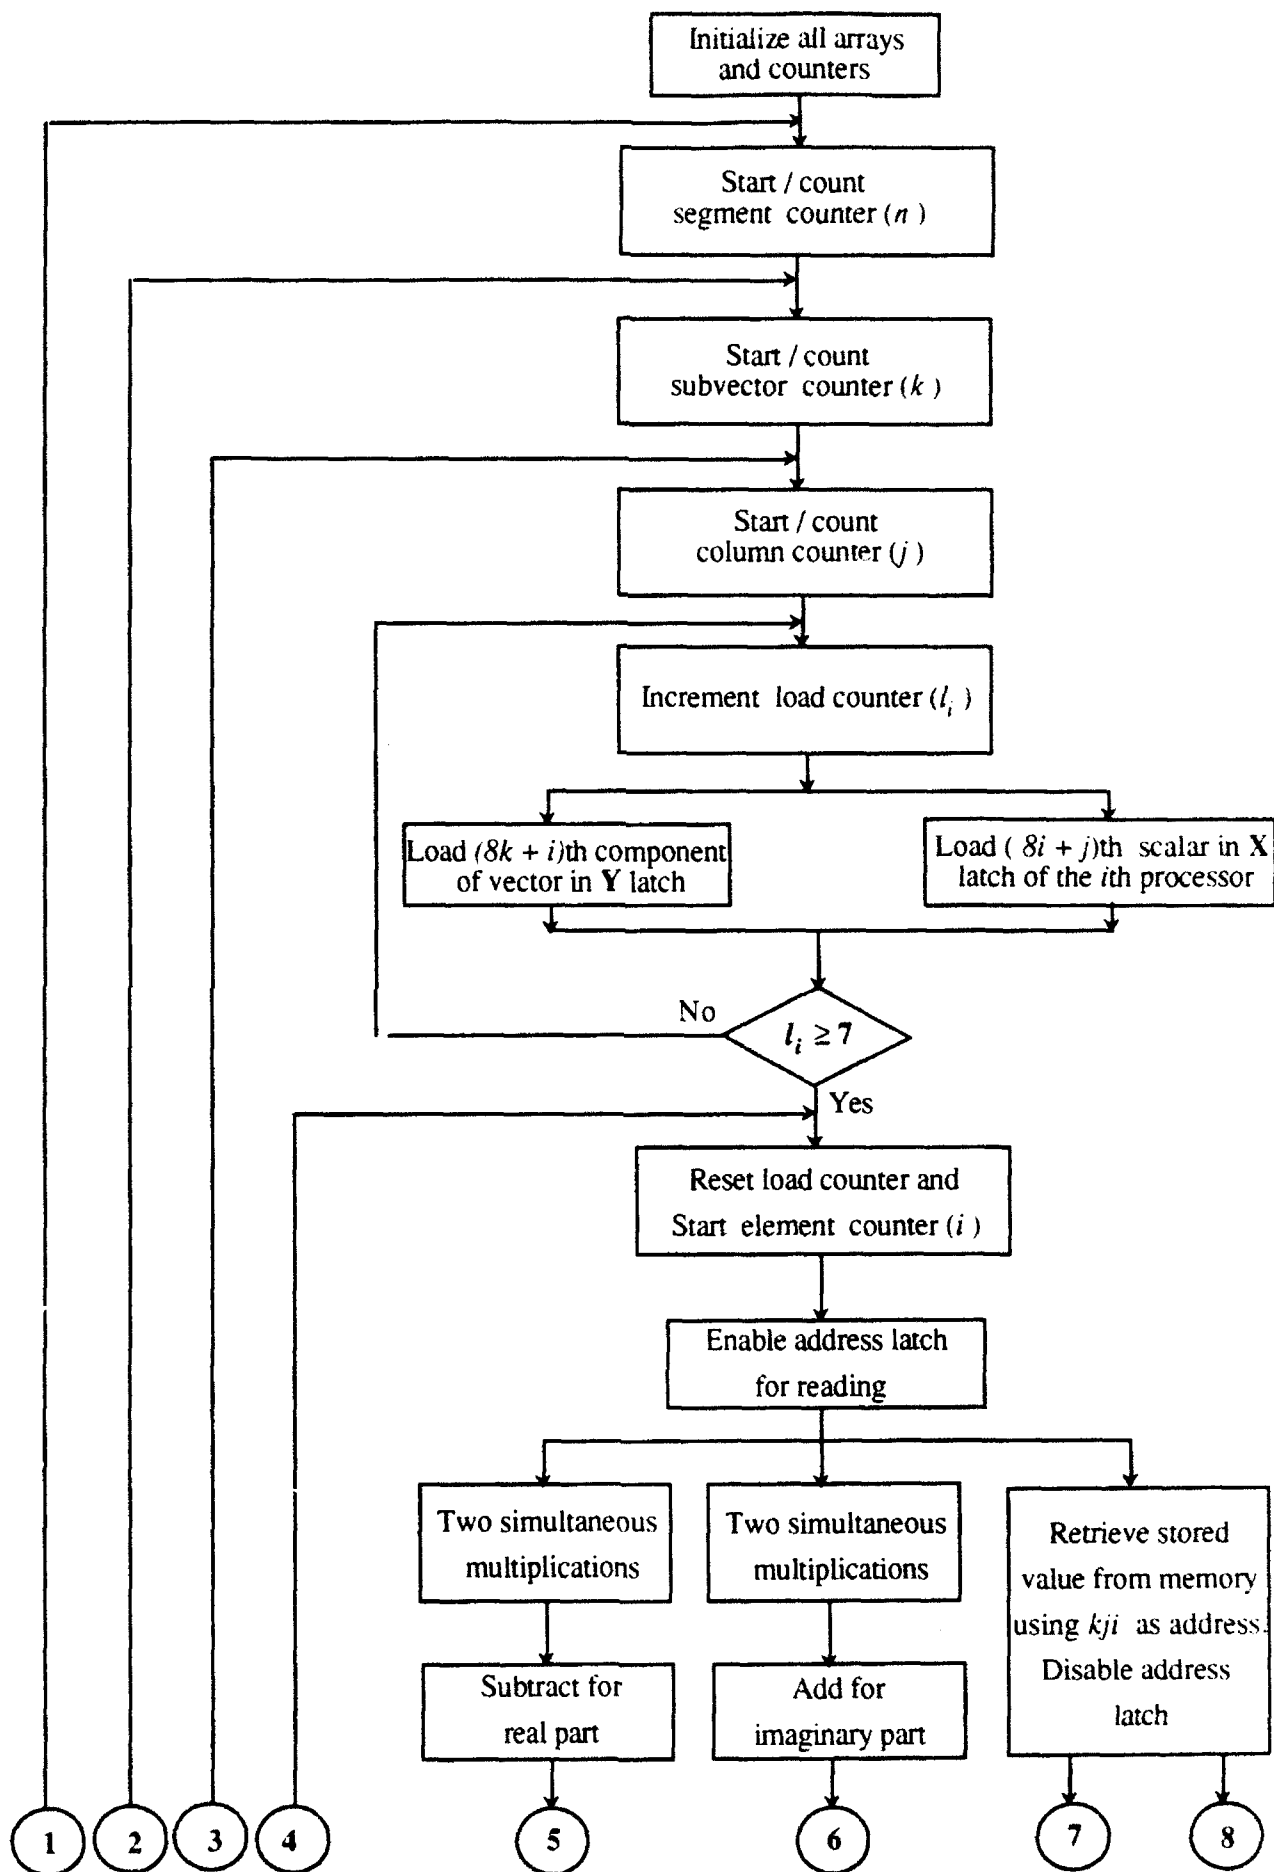 Initialize all arrays
and counters
Start / count
segment counter (n)
Start / count
subvector counter (k)
Start / count
column counter (j)
Increment load counter (l_i)
Load (8k + i)th component
of vector in Y latch
Load (8i + j)th scalar in X
latch of the ith processor
No
l_i ≥ 7
Yes
Reset load counter and
Start element counter (i)
Enable address latch
for reading
Two simultaneous
multiplications
Two simultaneous
multiplications
Retrieve stored
value from memory
using kji as address.
Disable address
latch
Subtract for
real part
Add for
imaginary part
1
2
3
4
5
6
7
8